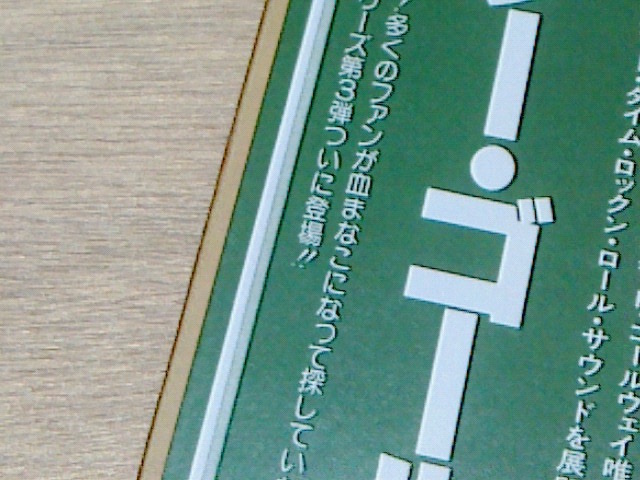 タイム・ロックン・ロール・サウンドを展
ニールウェイ唯
ー・ゴー
多くのファンが血まなこになって探してい
ーズ第3弾ついに登場!!